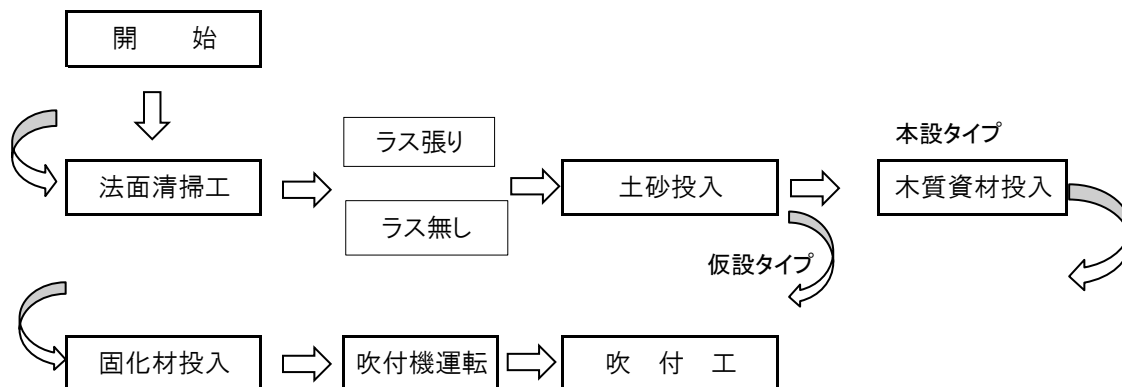 開　　始
ラス張り
本設タイプ
法面清掃工
土砂投入
木質資材投入
ラス無し
仮設タイプ
固化材投入
吹付機運転
吹　付　工